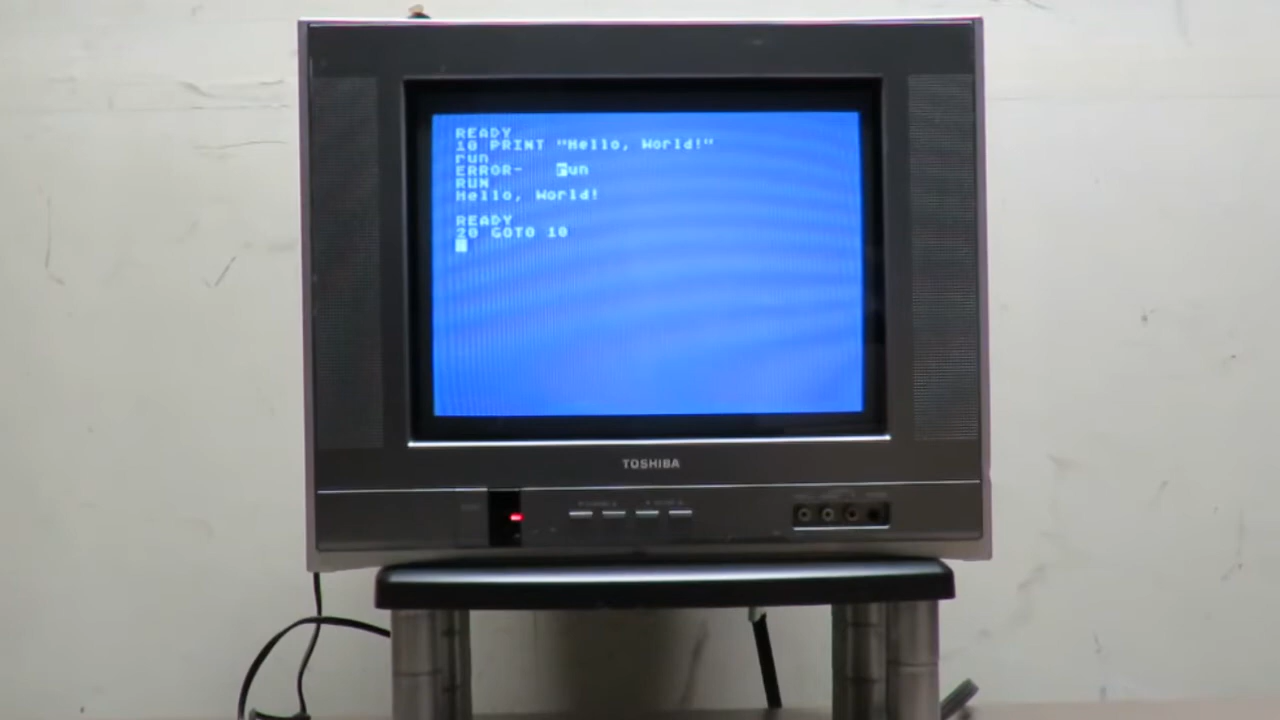 READY
10 PRINT "Hello, World!"
run
ERROR-   run
RUN
Hello, World!
READY
20 GOTO 10
TOSHIBA